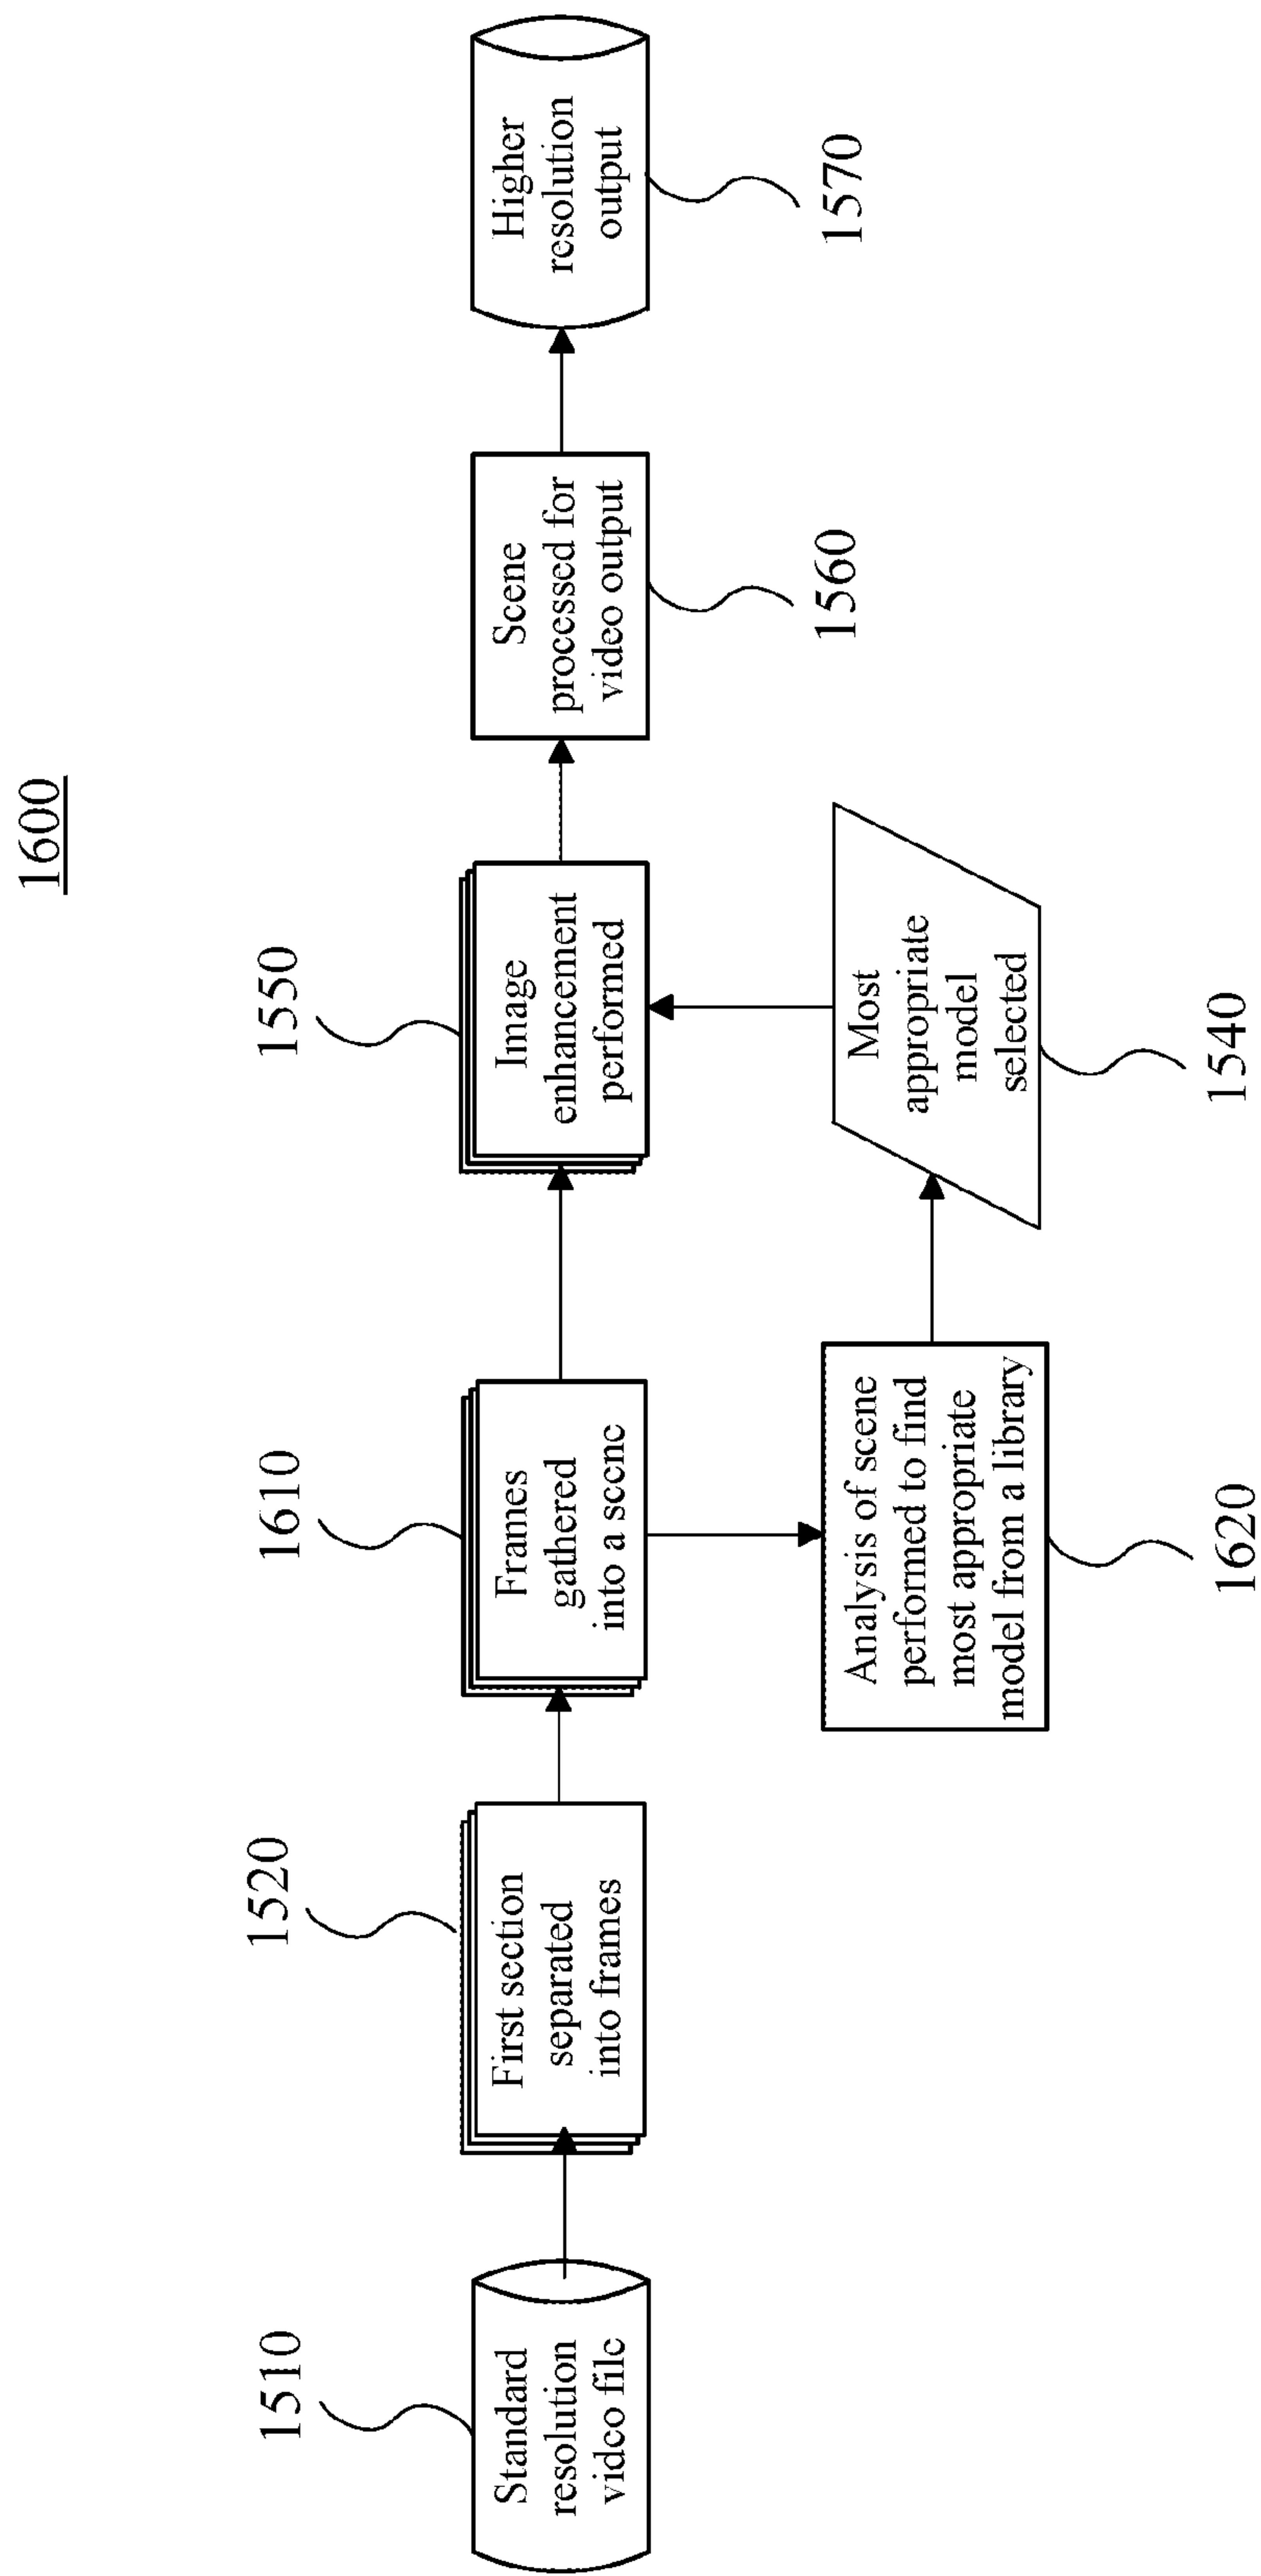 1600
1510
Standard
resolution
video file
1520
First section
separated
into frames
1610
Frames
gathered
into a scene
1620
Analysis of scene
performed to find
most appropriate
model from a library
1540
Most
appropriate
model
selected
1550
Image
enhancement
performed
1560
Scene
processed for
video output
1570
Higher
resolution
output